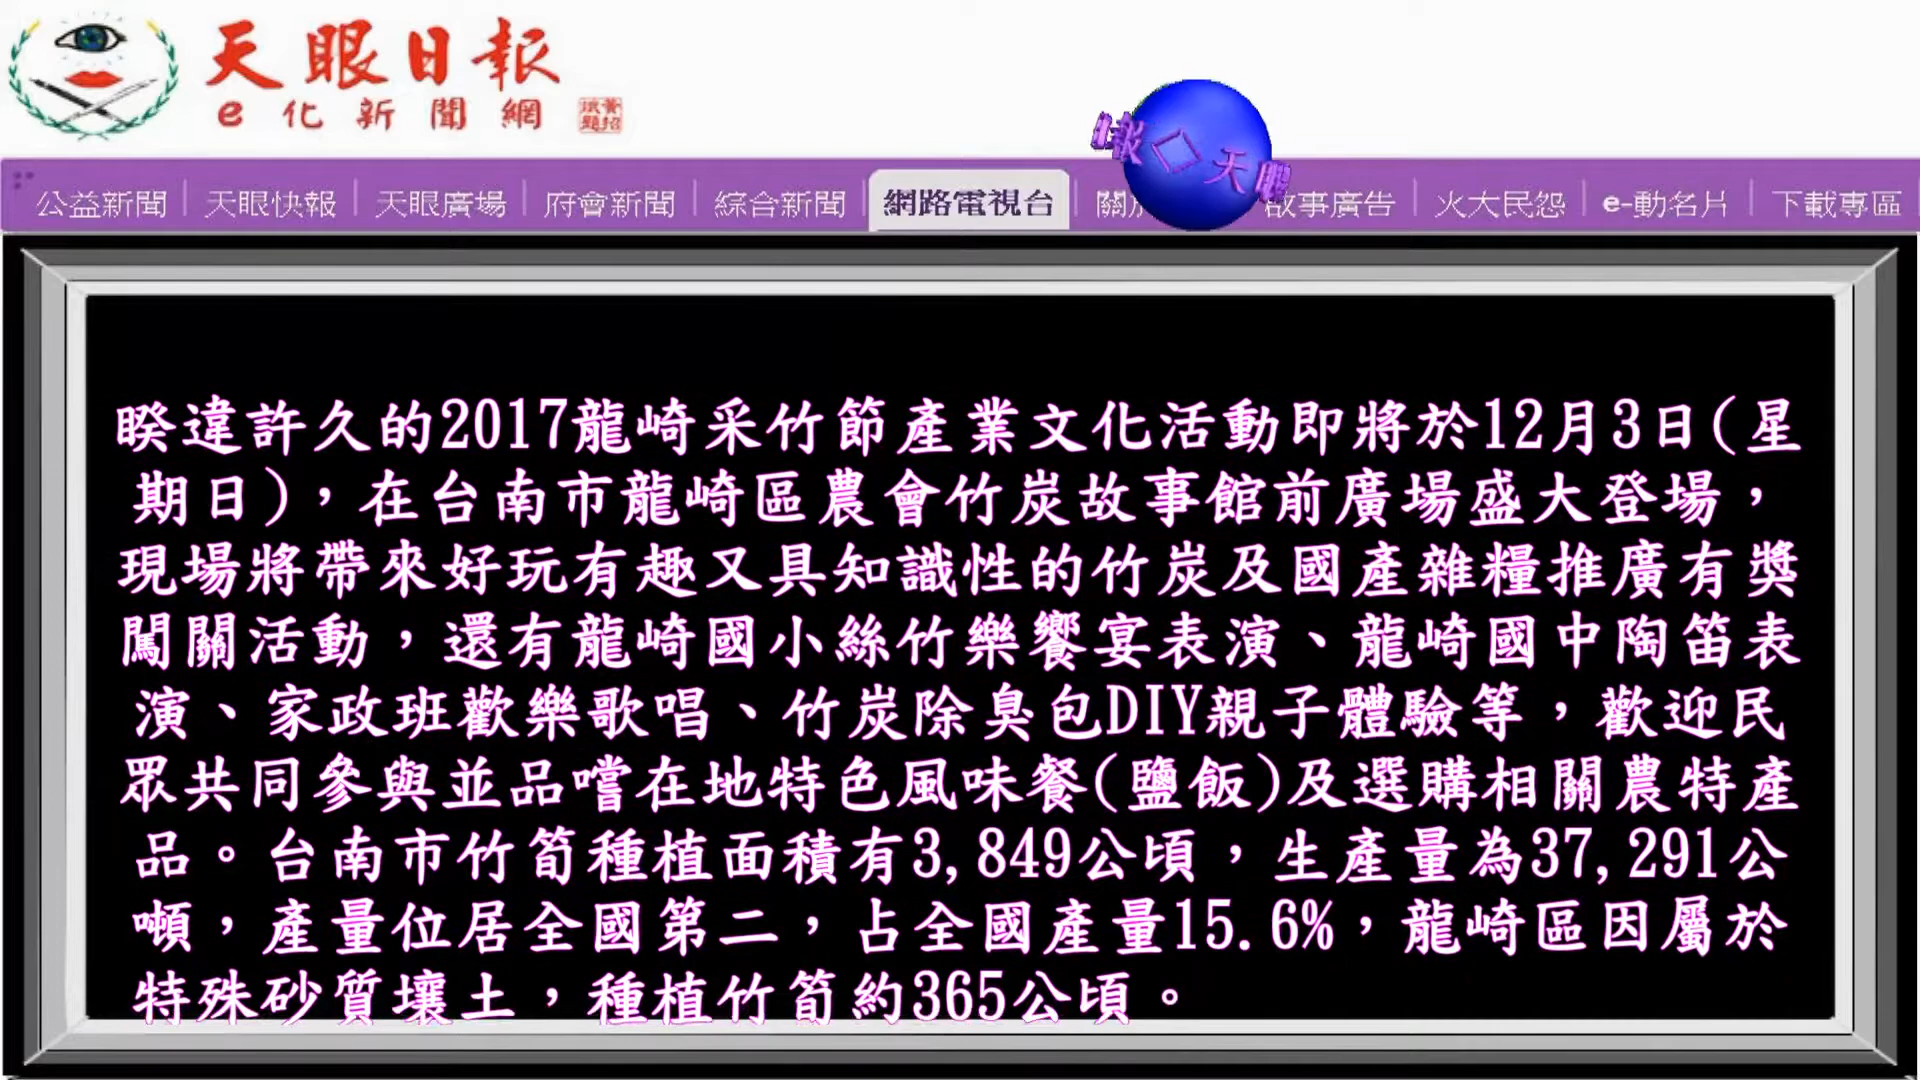 天眼日報
e化新聞網
公益新聞 天眼快報 天眼廣場 府會新聞 綜合新聞 網路電視台 關於 故事廣告 火大民怨 e-動名片 下載專區
睽違許久的2017龍崎采竹節產業文化活動即將於12月3日(星
期日)，在台南市龍崎區農會竹炭故事館前廣場盛大登場，
現場將帶來好玩有趣又具知識性的竹炭及國產雜糧推廣有獎
闖關活動，還有龍崎國小絲竹樂饗宴表演、龍崎國中陶笛表
演、家政班歡樂歌唱、竹炭除臭包DIY親子體驗等，歡迎民
眾共同參與並品嚐在地特色風味餐(鹽飯)及選購相關農特產
品。台南市竹筍種植面積有3,849公頃，生產量為37,291公
噸，產量位居全國第二，占全國產量15.6%，龍崎區因屬於
特殊砂質壤土，種植竹筍約365公頃。